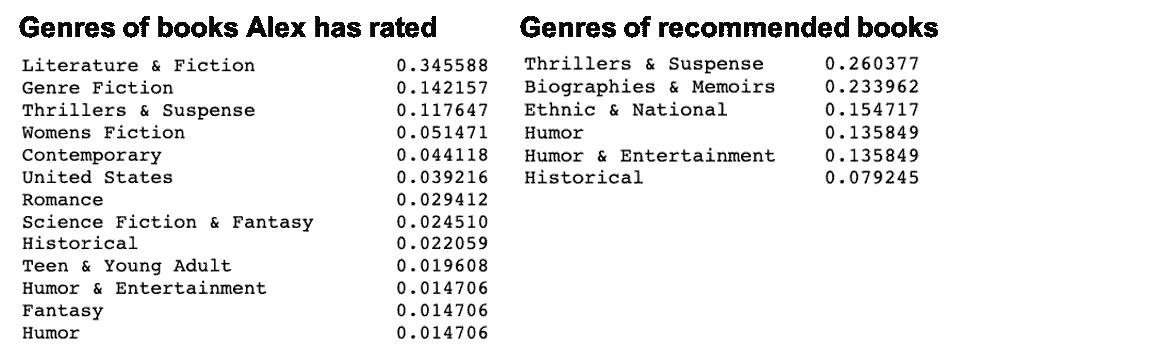 Genres of books Alex has rated
Literature & Fiction 0.345588
Genre Fiction 0.142157
Thrillers & Suspense 0.117647
Womens Fiction 0.051471
Contemporary 0.044118
United States 0.039216
Romance 0.029412
Science Fiction & Fantasy 0.024510
Historical 0.022059
Teen & Young Adult 0.019608
Humor & Entertainment 0.014706
Fantasy 0.014706
Humor 0.014706
Genres of recommended books
Thrillers & Suspense 0.260377
Biographies & Memoirs 0.233962
Ethnic & National 0.154717
Humor 0.135849
Humor & Entertainment 0.135849
Historical 0.079245